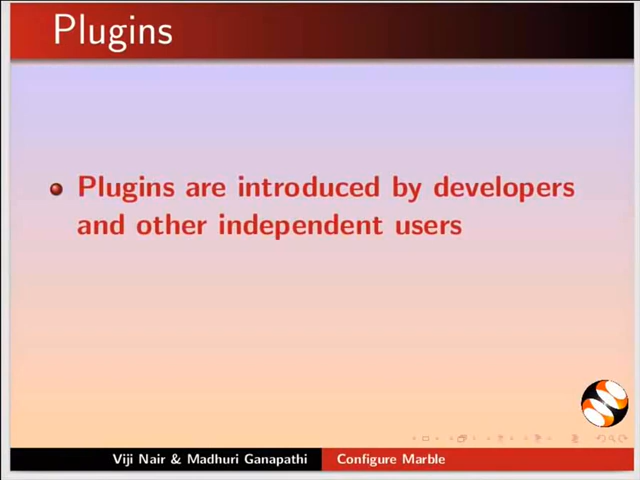 Plugins
Plugins are introduced by developers
and other independent users
Viji Nair & Madhuri Ganapathi
Configure Marble